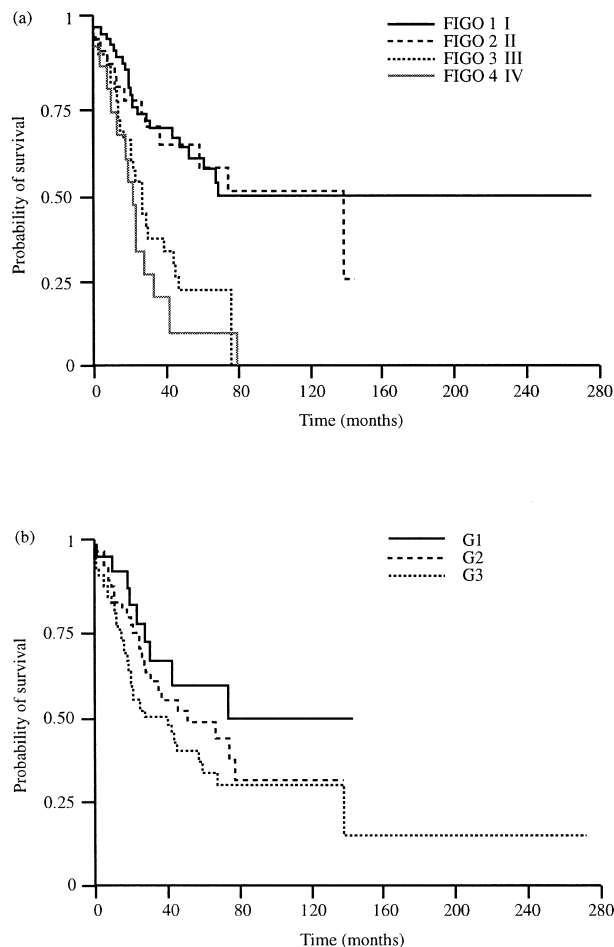 (a)
1
0.75
0.50
0.25
0
Probability of survival
FIGO 1 I
FIGO 2 II
FIGO 3 III
FIGO 4 IV
0 40 80 120 160 200 240 280
Time (months)
(b)
1
0.75
0.50
0.25
0
Probability of survival
G1
G2
G3
0 40 80 120 160 200 240 280
Time (months)